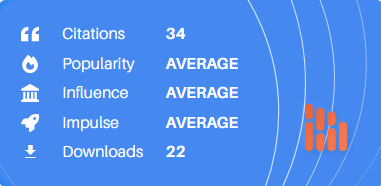 Citations 34
Popularity AVERAGE
Influence AVERAGE
Impulse AVERAGE
Downloads 22